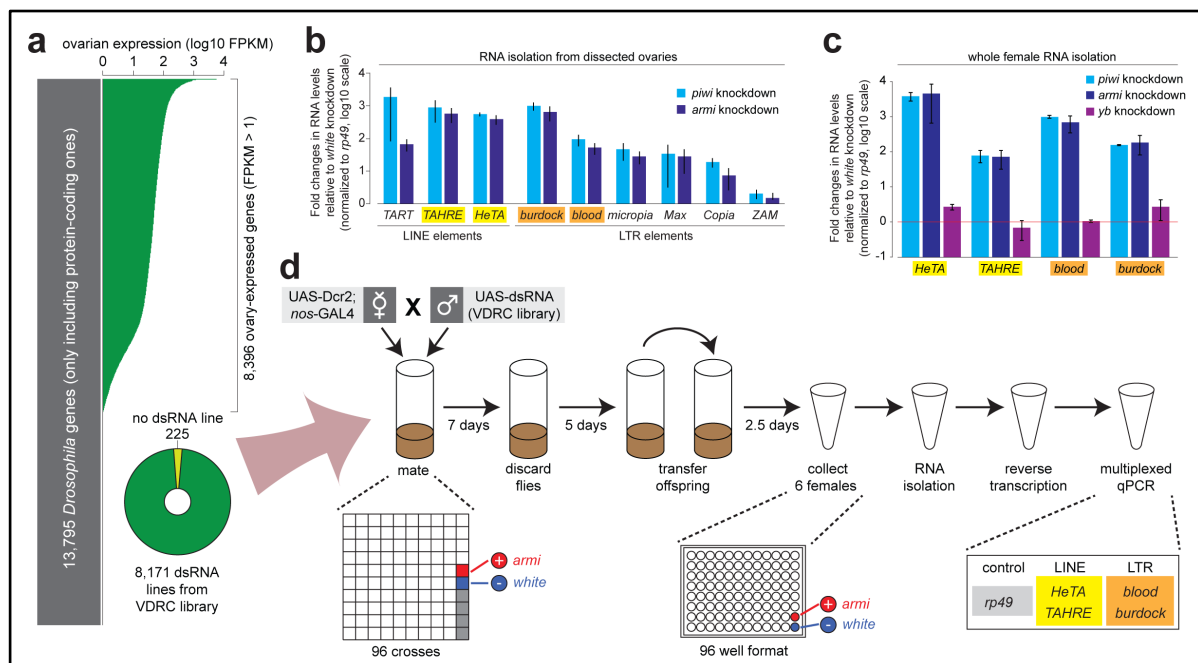 a
ovarian expression (log10 FPKM)
0 1 2 3 4
13,795 Drosophila genes (only including protein-coding ones)
8,396 ovary-expressed genes (FPKM > 1)
no dsRNA line
225
8,171 dsRNA
lines from
VDRC library
b
RNA isolation from dissected ovaries
Fold changes in RNA levels
relative to white knockdown
(normalized to rp49, log10 scale)
3
2
1
0
piwi knockdown
armi knockdown
TART TAHRE HeTA burdock blood micropia Max Copia ZAM
LINE elements LTR elements
c
whole female RNA isolation
Fold changes in RNA levels
relative to white knockdown
(normalized to rp49, log10 scale)
4
2
0
-1
piwi knockdown
armi knockdown
yb knockdown
HeTA TAHRE blood burdock
d
UAS-Dcr2;
nos-GAL4
☿ X ♂
UAS-dsRNA
(VDRC library)
7 days 5 days 2.5 days
mate
discard
flies
transfer
offspring
collect
6 females
RNA
isolation
reverse
transcription
multiplexed
qPCR
+ armi
- white
96 crosses
+ armi
- white
96 well format
control LINE LTR
rp49
HeTA
TAHRE
blood
burdock